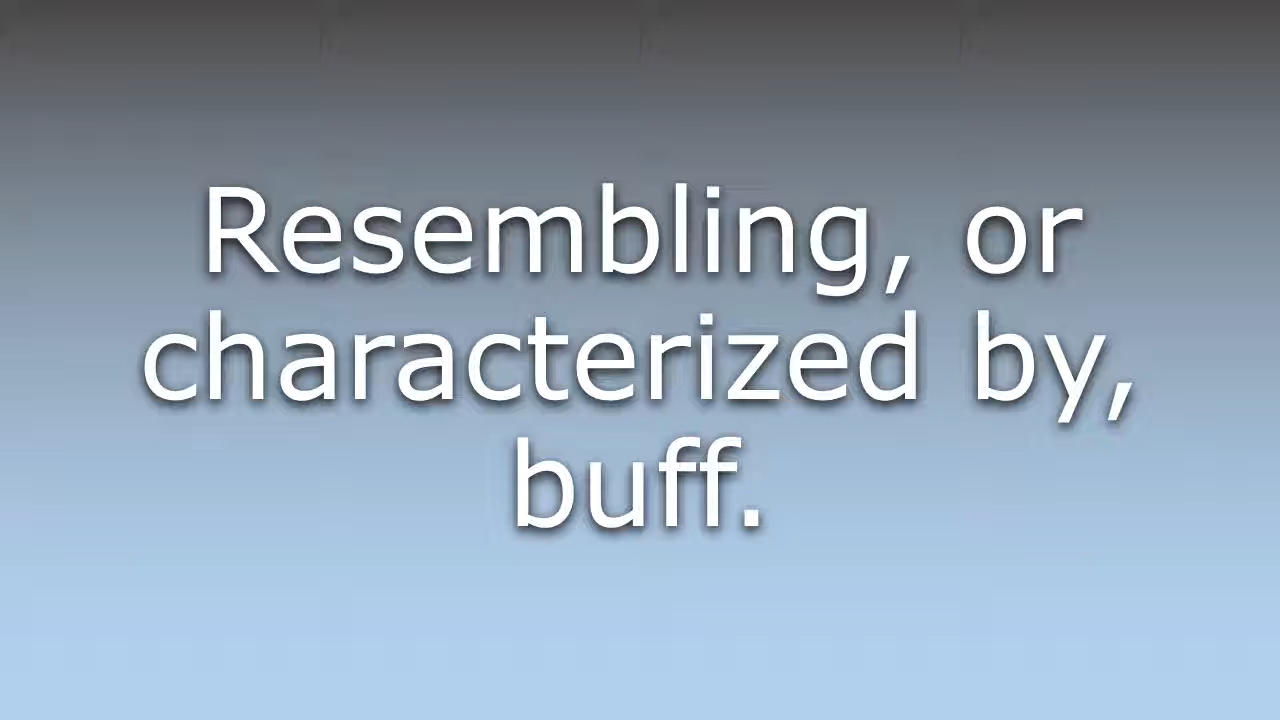 Resembling, or
characterized by,
buff.